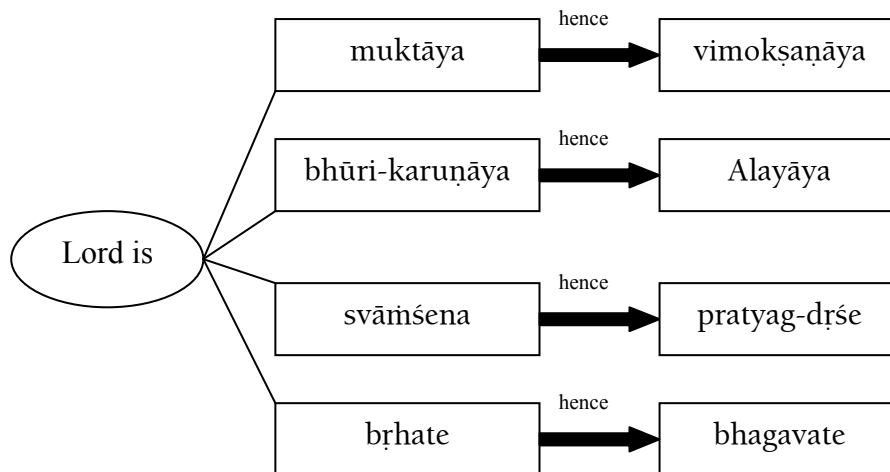 hence
muktāya
vimokṣaṇāya
hence
bhūri-karuṇāya
Alayāya
Lord is
hence
svāṁśena
pratyag-dṛśe
hence
bṛhate
bhagavate